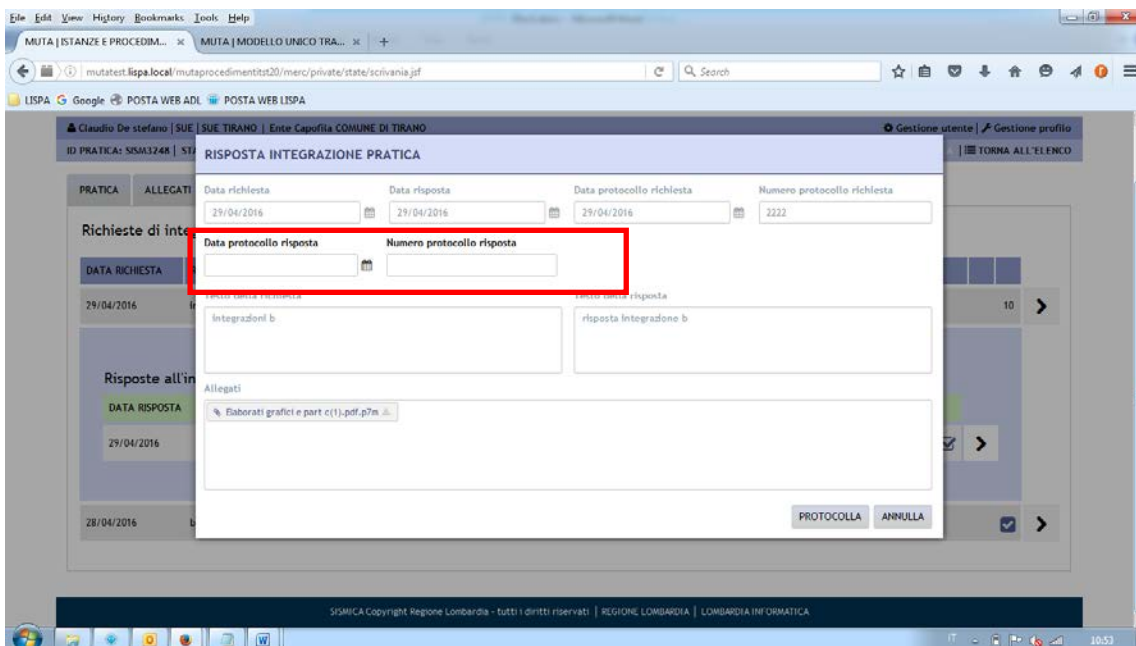 File Edit View History Bookmarks Tools Help
MUTA | ISTANZE E PROCEDIM... × MUTA | MODELLO UNICO TRA... × +
mutatest.lispa.local/mutaprocedimentitst20/merc/private/state/scrivania.jsf Search
LISPA Google POSTA WEB ADL POSTA WEB LISPA
Claudio De stefano | SUE | SUE TIRANO | Ente Capofila COMUNE DI TIRANO Gestione utente | Gestione profilo
ID PRATICA: SISM3248 | STA | TORNA ALL'ELENCO
RISPOSTA INTEGRAZIONE PRATICA
PRATICA ALLEGATI
Data richiesta Data risposta Data protocollo richiesta Numero protocollo richiesta
29/04/2016 29/04/2016 29/04/2016 2222
Richieste di inte
Data protocollo risposta Numero protocollo risposta
DATA RICHIESTA
Testo della richiesta Testo della risposta
29/04/2016 10
Integrazioni b risposta Integrazione b
Risposte all'in
Allegati
DATA RISPOSTA
Elaborati grafici e part c(1).pdf.p7m
29/04/2016
PROTOCOLLA ANNULLA
28/04/2016 b
SISMICA Copyright Regione Lombardia - tutti i diritti riservati | REGIONE LOMBARDIA | LOMBARDIA INFORMATICA
IT 10:53